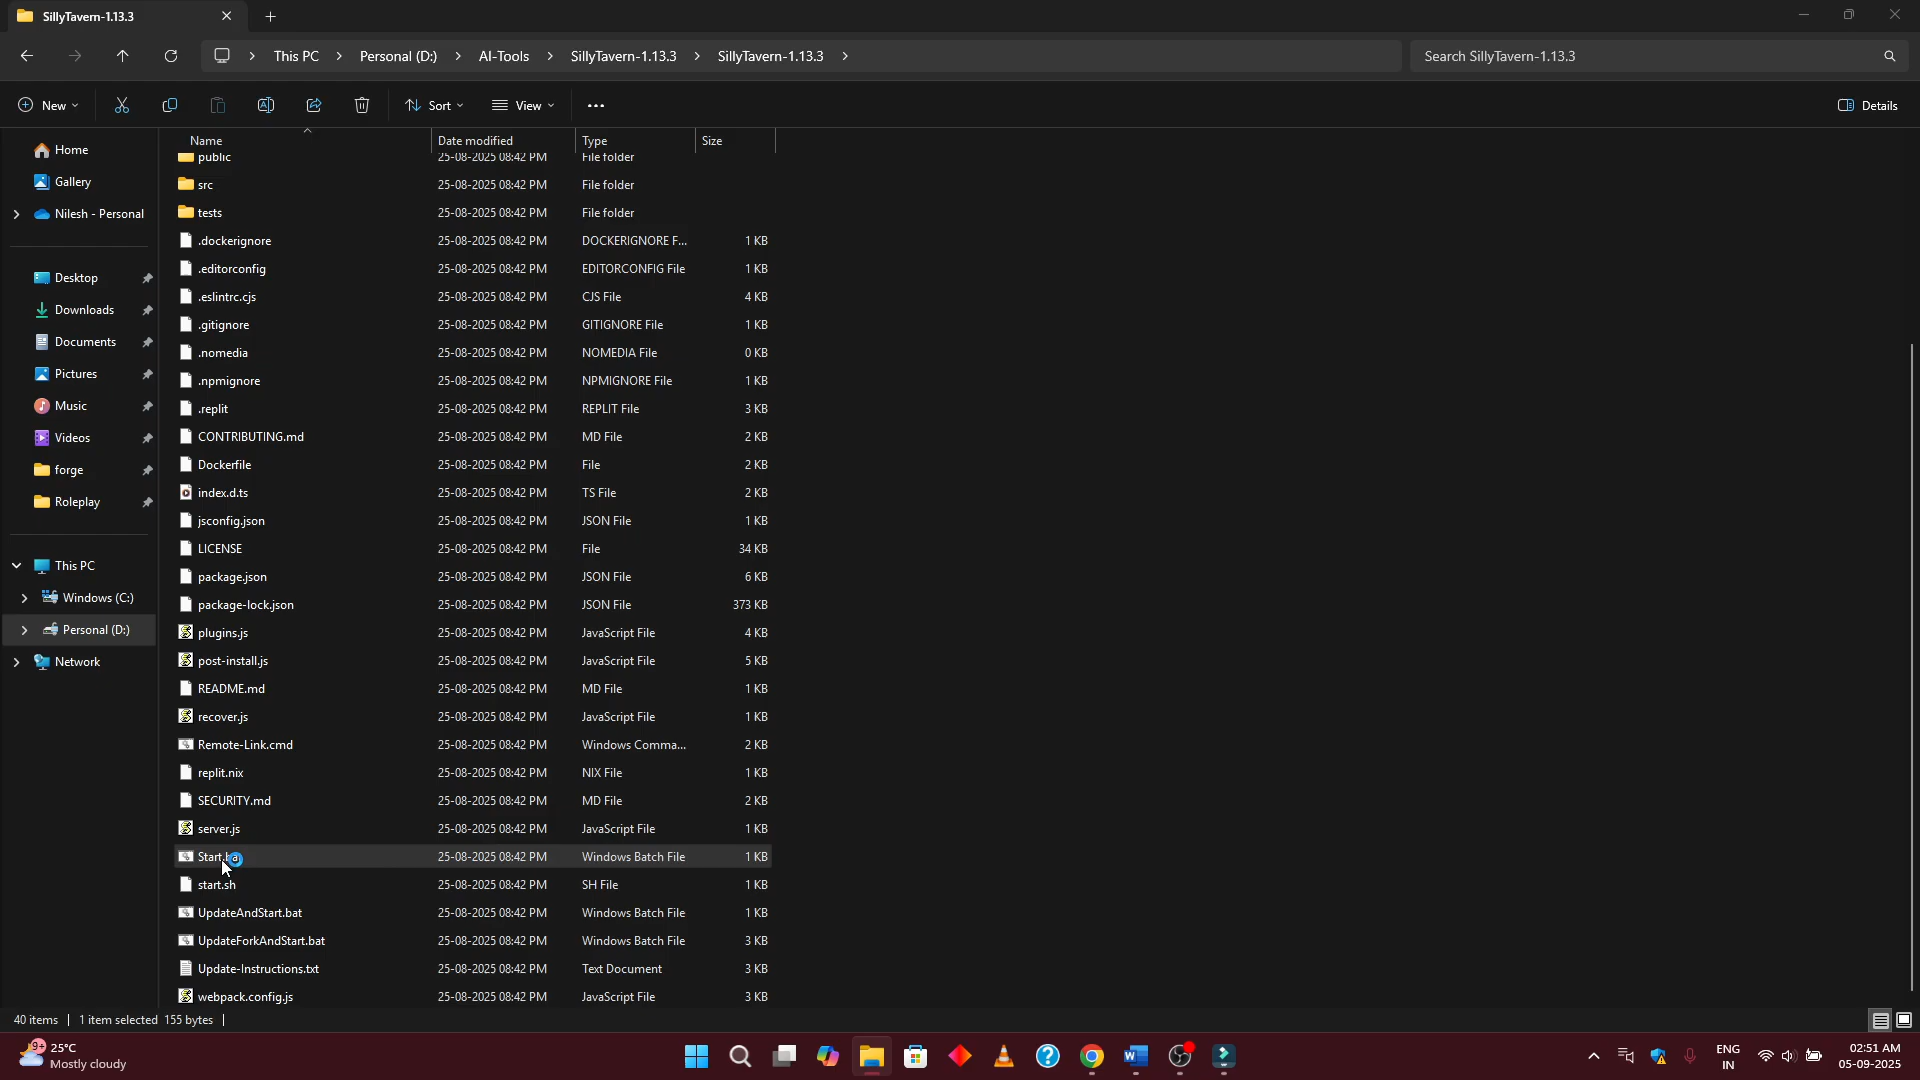 SillyTavern-1.13.3
This PC > Personal (D:) > AI-Tools > SillyTavern-1.13.3 > SillyTavern-1.13.3 >
Search SillyTavern-1.13.3
New
Sort
View
Details
Name Date modified Type Size
Home
Gallery
Nilesh - Personal
Desktop
Downloads
Documents
Pictures
Music
Videos
forge
Roleplay
This PC
Windows (C:)
Personal (D:)
Network
public 25-08-2025 08:42 PM File folder
src 25-08-2025 08:42 PM File folder
tests 25-08-2025 08:42 PM File folder
.dockerignore 25-08-2025 08:42 PM DOCKERIGNORE F... 1 KB
.editorconfig 25-08-2025 08:42 PM EDITORCONFIG File 1 KB
.eslintrc.cjs 25-08-2025 08:42 PM CJS File 4 KB
.gitignore 25-08-2025 08:42 PM GITIGNORE File 1 KB
.nomedia 25-08-2025 08:42 PM NOMEDIA File 0 KB
.npmignore 25-08-2025 08:42 PM NPMIGNORE File 1 KB
.replit 25-08-2025 08:42 PM REPLIT File 3 KB
CONTRIBUTING.md 25-08-2025 08:42 PM MD File 2 KB
Dockerfile 25-08-2025 08:42 PM File 2 KB
index.d.ts 25-08-2025 08:42 PM TS File 2 KB
jsconfig.json 25-08-2025 08:42 PM JSON File 1 KB
LICENSE 25-08-2025 08:42 PM File 34 KB
package.json 25-08-2025 08:42 PM JSON File 6 KB
package-lock.json 25-08-2025 08:42 PM JSON File 373 KB
plugins.js 25-08-2025 08:42 PM JavaScript File 4 KB
post-install.js 25-08-2025 08:42 PM JavaScript File 5 KB
README.md 25-08-2025 08:42 PM MD File 1 KB
recover.js 25-08-2025 08:42 PM JavaScript File 1 KB
Remote-Link.cmd 25-08-2025 08:42 PM Windows Comma... 2 KB
replit.nix 25-08-2025 08:42 PM NIX File 1 KB
SECURITY.md 25-08-2025 08:42 PM MD File 2 KB
server.js 25-08-2025 08:42 PM JavaScript File 1 KB
Start.ba 25-08-2025 08:42 PM Windows Batch File 1 KB
start.sh 25-08-2025 08:42 PM SH File 1 KB
UpdateAndStart.bat 25-08-2025 08:42 PM Windows Batch File 1 KB
UpdateForkAndStart.bat 25-08-2025 08:42 PM Windows Batch File 3 KB
Update-Instructions.txt 25-08-2025 08:42 PM Text Document 3 KB
webpack.config.js 25-08-2025 08:42 PM JavaScript File 3 KB
40 items | 1 item selected 155 bytes |
9+
25°C
Mostly cloudy
ENG
IN
02:51 AM
05-09-2025